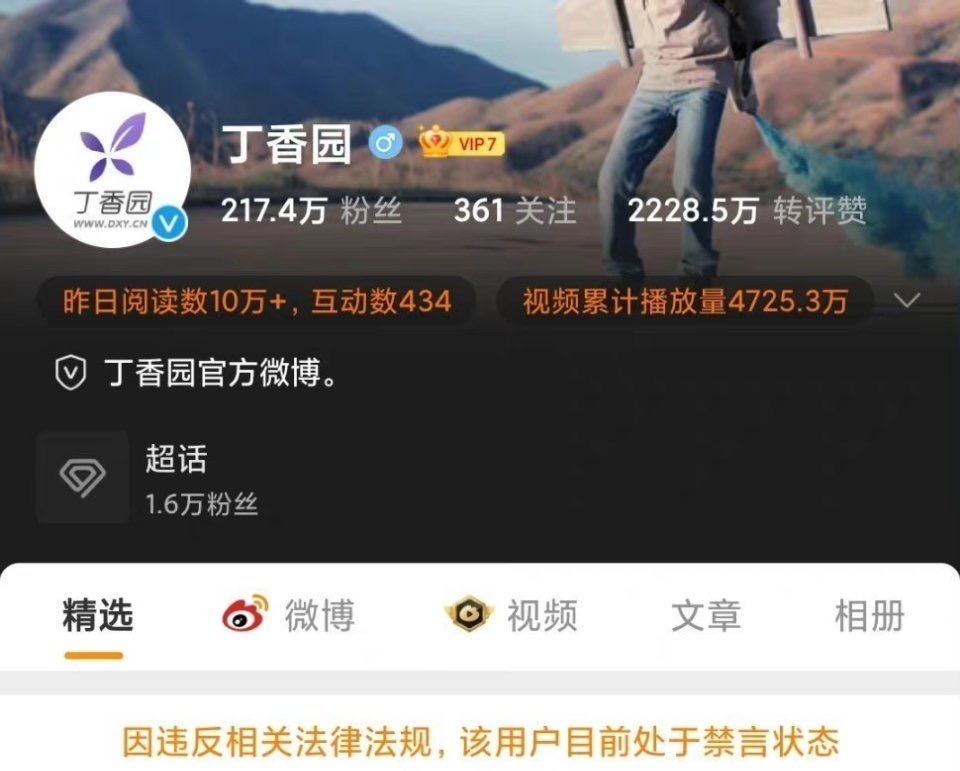 丁香园
WWW.DXY.CN
丁香园 VIP7
217.4万 粉丝 361 关注 2228.5万 转评赞
昨日阅读数10万+, 互动数434 视频累计播放量4725.3万
丁香园官方微博。
超话
1.6万粉丝
精选 微博 视频 文章 相册
因违反相关法律法规, 该用户目前处于禁言状态